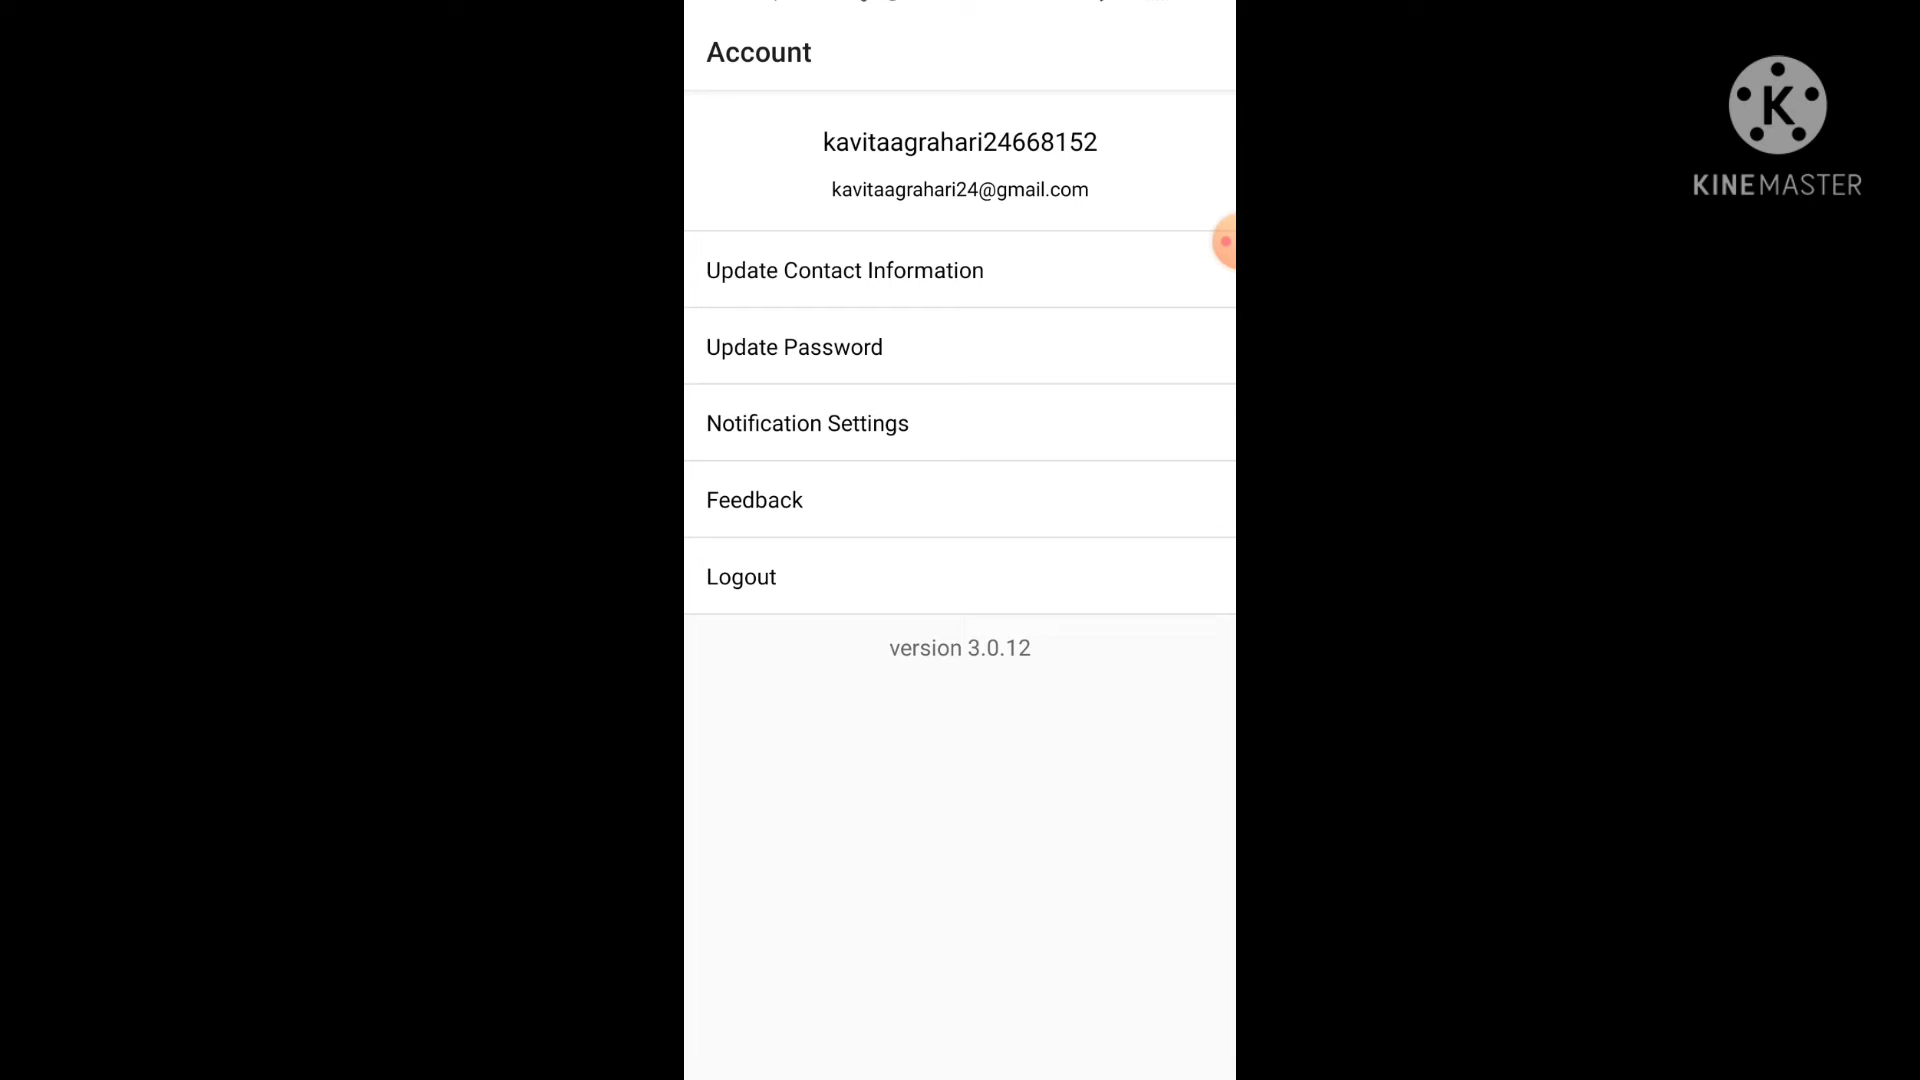 Account
kavitaagrahari24668152
kavitaagrahari24@gmail.com
Update Contact Information
Update Password
Notification Settings
Feedback
Logout
version 3.0.12
K
KINEMASTER